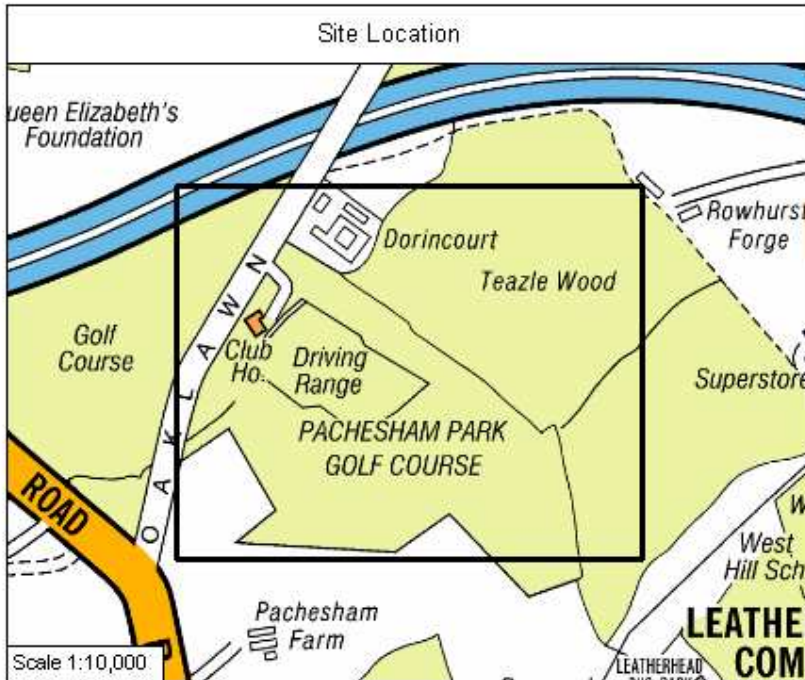 Site Location
ueen Elizabeth's
Foundation
Dorincourt
Rowhurst
Forge
Teazle Wood
Golf
Course
OAKLAWN
Club
Ho.
Driving
Range
Superstore
PACHESHAM PARK
GOLF COURSE
ROAD
W
West
Hill Sch
Pachesham
Farm
LEATHE
COM
LEATHERHEAD
Scale 1:10,000